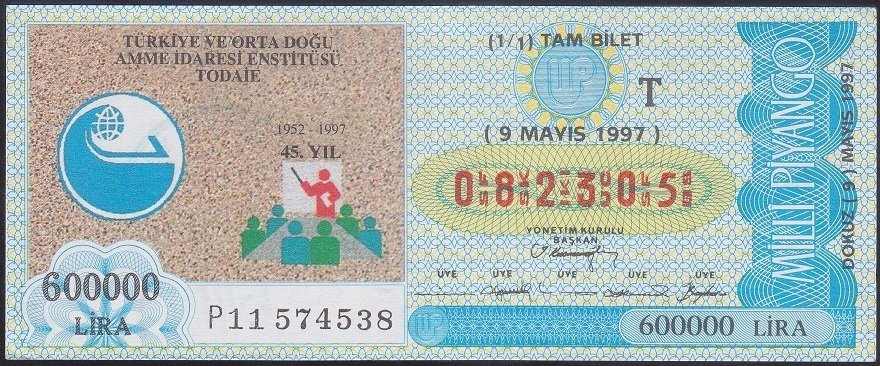 TÜRKİYE VE ORTA DOĞU
AMME İDARESİ ENSTİTÜSÜ
TODAİE
1952 - 1997
45. YIL
600000
LİRA
P11574538
(1/1) TAM BİLET
T
( 9 MAYIS 1997 )
0 8 2 3 0 5
YÖNETİM KURULU
BAŞKAN
ÜYE ÜYE ÜYE ÜYE ÜYE
600000 LİRA
MİLLİ PİYANGO
DOKUZ ( 9 ) MAYIS 1997